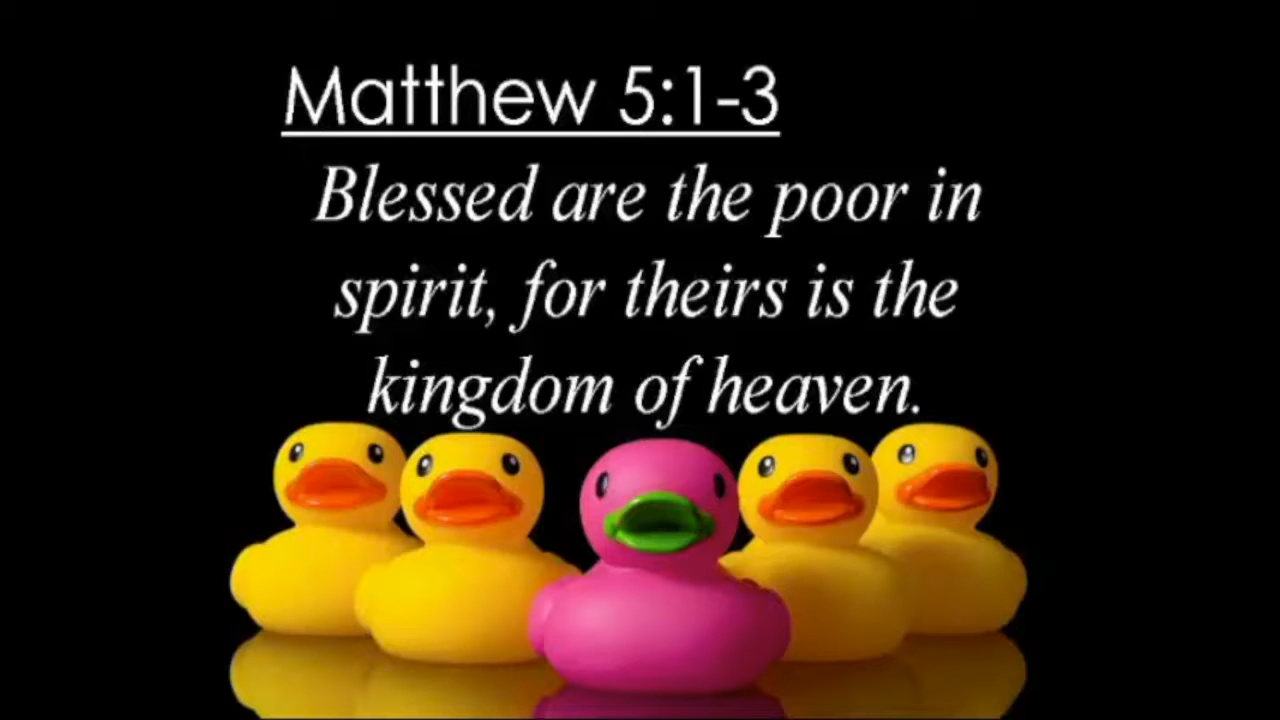 Matthew 5:1-3
Blessed are the poor in
spirit, for theirs is the
kingdom of heaven.